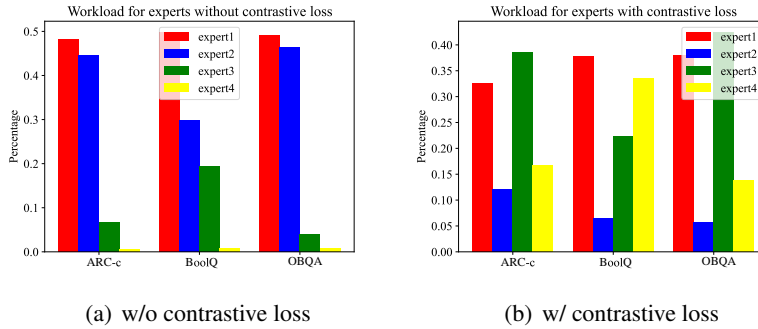 Workload for experts without contrastive loss
0.5
0.4
0.3
0.2
0.1
0.0
Percentage
expert1
expert2
expert3
expert4
ARC-c BoolQ OBQA
(a) w/o contrastive loss
Workload for experts with contrastive loss
0.40
0.35
0.30
0.25
0.20
0.15
0.10
0.05
0.00
Percentage
expert1
expert2
expert3
expert4
ARC-c BoolQ OBQA
(b) w/ contrastive loss